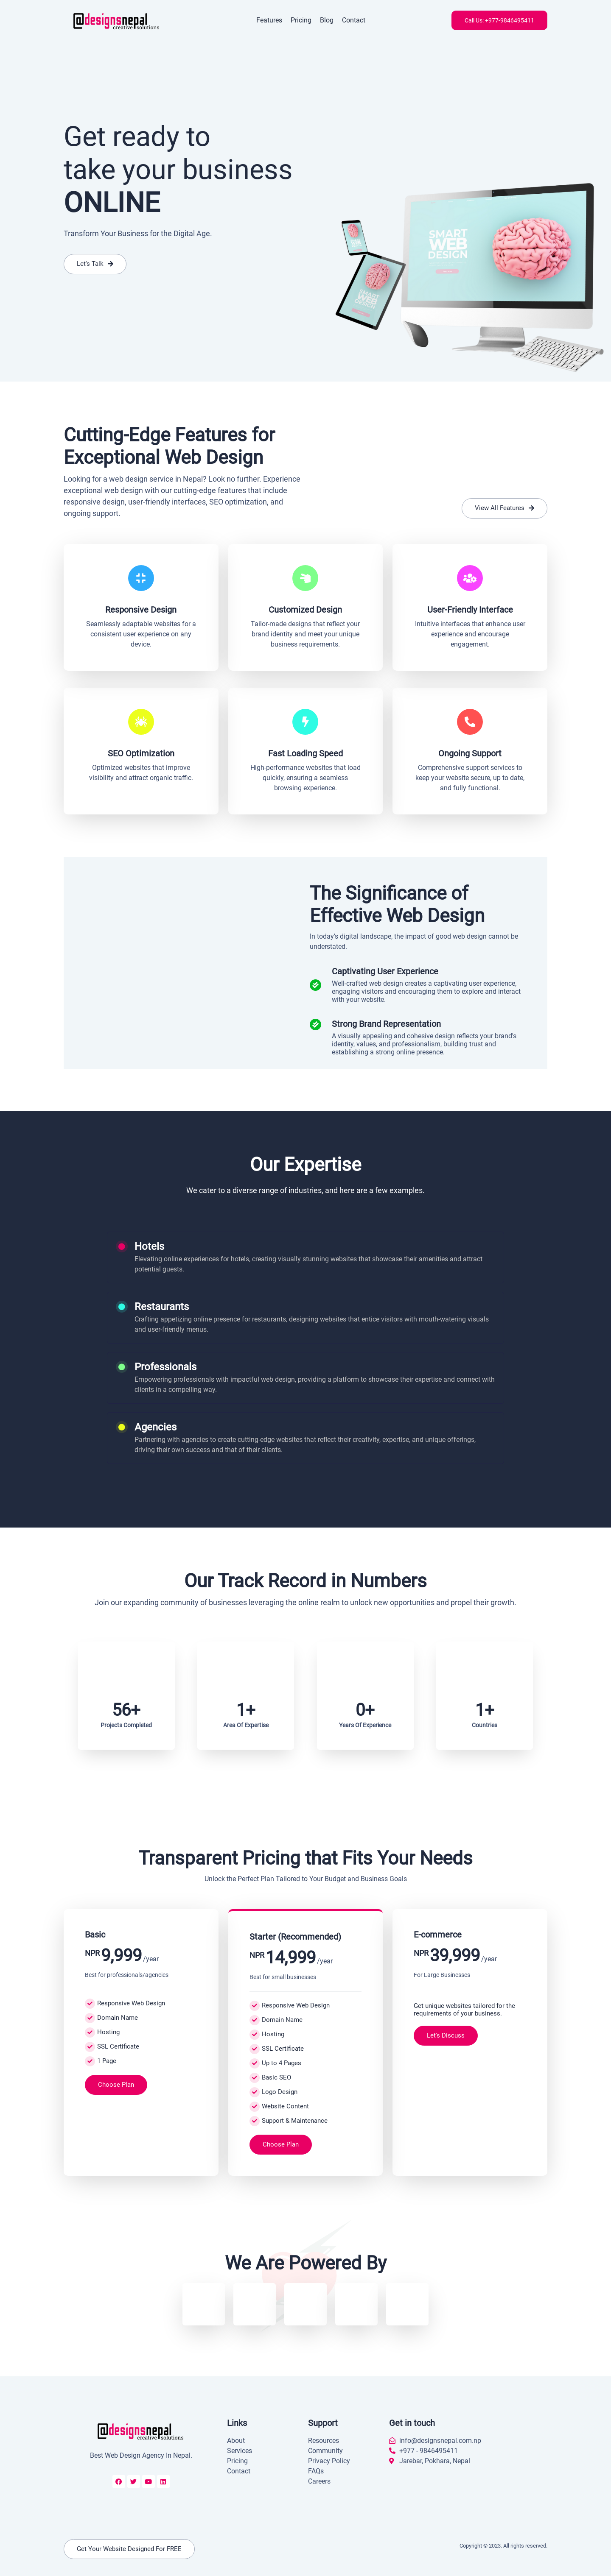 @designsnepal
creative solutions
Features Pricing Blog Contact
Call Us: +977-9846495411
Get ready to
take your business
ONLINE
Transform Your Business for the Digital Age.
Let's Talk
SMART
WEB
DESIGN
SMART
WEB
DESIGN
Cutting-Edge Features for
Exceptional Web Design
Looking for a web design service in Nepal? Look no further. Experience
exceptional web design with our cutting-edge features that include
responsive design, user-friendly interfaces, SEO optimization, and
ongoing support.
View All Features
Responsive Design
Seamlessly adaptable websites for a
consistent user experience on any
device.
Customized Design
Tailor-made designs that reflect your
brand identity and meet your unique
business requirements.
User-Friendly Interface
Intuitive interfaces that enhance user
experience and encourage
engagement.
SEO Optimization
Optimized websites that improve
visibility and attract organic traffic.
Fast Loading Speed
High-performance websites that load
quickly, ensuring a seamless
browsing experience.
Ongoing Support
Comprehensive support services to
keep your website secure, up to date,
and fully functional.
The Significance of
Effective Web Design
In today's digital landscape, the impact of good web design cannot be
understated.
Captivating User Experience
Well-crafted web design creates a captivating user experience,
engaging visitors and encouraging them to explore and interact
with your website.
Strong Brand Representation
A visually appealing and cohesive design reflects your brand's
identity, values, and professionalism, building trust and
establishing a strong online presence.
Our Expertise
We cater to a diverse range of industries, and here are a few examples.
Hotels
Elevating online experiences for hotels, creating visually stunning websites that showcase their amenities and attract
potential guests.
Restaurants
Crafting appetizing online presence for restaurants, designing websites that entice visitors with mouth-watering visuals
and user-friendly menus.
Professionals
Empowering professionals with impactful web design, providing a platform to showcase their expertise and connect with
clients in a compelling way.
Agencies
Partnering with agencies to create cutting-edge websites that reflect their creativity, expertise, and unique offerings,
driving their own success and that of their clients.
Our Track Record in Numbers
Join our expanding community of businesses leveraging the online realm to unlock new opportunities and propel their growth.
56+
Projects Completed
1+
Area Of Expertise
0+
Years Of Experience
1+
Countries
Transparent Pricing that Fits Your Needs
Unlock the Perfect Plan Tailored to Your Budget and Business Goals
Basic
NPR 9,999 /year
Best for professionals/agencies
Responsive Web Design
Domain Name
Hosting
SSL Certificate
1 Page
Choose Plan
Starter (Recommended)
NPR 14,999 /year
Best for small businesses
Responsive Web Design
Domain Name
Hosting
SSL Certificate
Up to 4 Pages
Basic SEO
Logo Design
Website Content
Support & Maintenance
Choose Plan
E-commerce
NPR 39,999 /year
For Large Businesses
Get unique websites tailored for the
requirements of your business.
Let's Discuss
We Are Powered By
@designsnepal
creative solutions
Best Web Design Agency In Nepal.
Links
About
Services
Pricing
Contact
Support
Resources
Community
Privacy Policy
FAQs
Careers
Get in touch
info@designsnepal.com.np
+977 - 9846495411
Jarebar, Pokhara, Nepal
Get Your Website Designed For FREE
Copyright © 2023. All rights reserved.